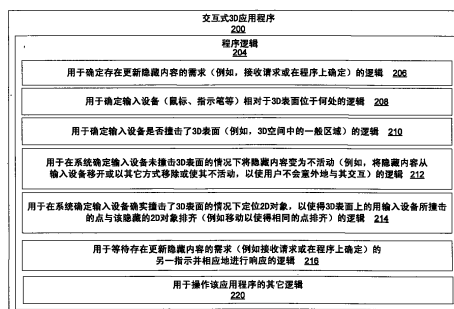 交互式3D应用程序
200
程序逻辑
204
用于确定存在更新隐藏内容的需求（例如，接收请求或在程序上确定）的逻辑 206
用于确定输入设备（鼠标、指示笔等）相对于3D表面位于何处的逻辑 208
用于确定输入设备是否撞击了3D表面（例如，3D空间中的一般区域）的逻辑 210
用于在系统确定输入设备未撞击3D表面的情况下将隐藏内容变为不活动（例如，将隐藏内容从
输入设备移开或以其它方式移除或使其不活动，以使用户不会意外地与其交互）的逻辑 212
用于在系统确定输入设备确实撞击了3D表面的情况下定位2D对象，以使得3D表面上的用输入设备所撞击
的点与该隐藏的2D对象排齐（例如移动以使得相同的点排齐）的逻辑 214
用于等待存在更新隐藏内容的需求（例如接收请求或在程序上确定）的
另一指示并相应地进行响应的逻辑 216
用于操作该应用程序的其它逻辑
220